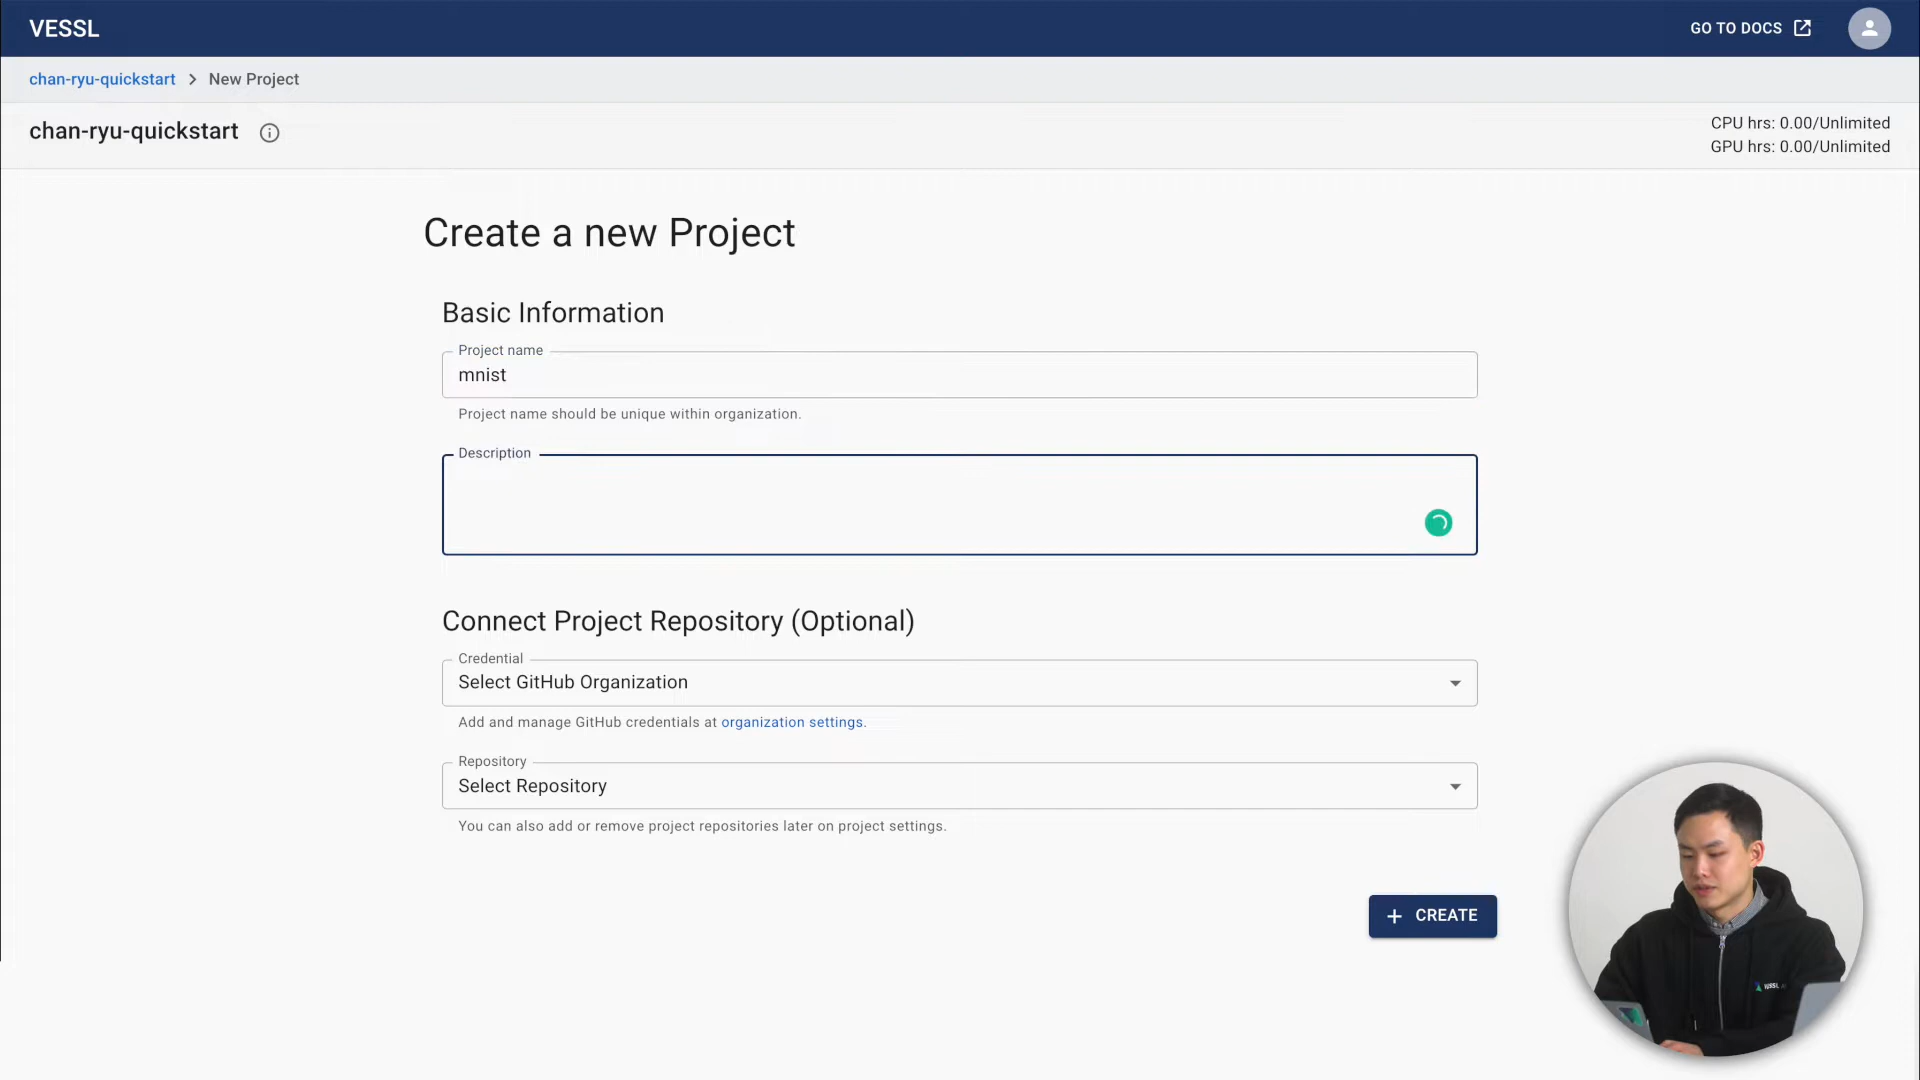 VESSL
GO TO DOCS
chan-ryu-quickstart > New Project
chan-ryu-quickstart
CPU hrs: 0.00/Unlimited
GPU hrs: 0.00/Unlimited
Create a new Project
Basic Information
Project name
mnist
Project name should be unique within organization.
Description
Connect Project Repository (Optional)
Credential
Select GitHub Organization
Add and manage GitHub credentials at organization settings.
Repository
Select Repository
You can also add or remove project repositories later on project settings.
+ CREATE